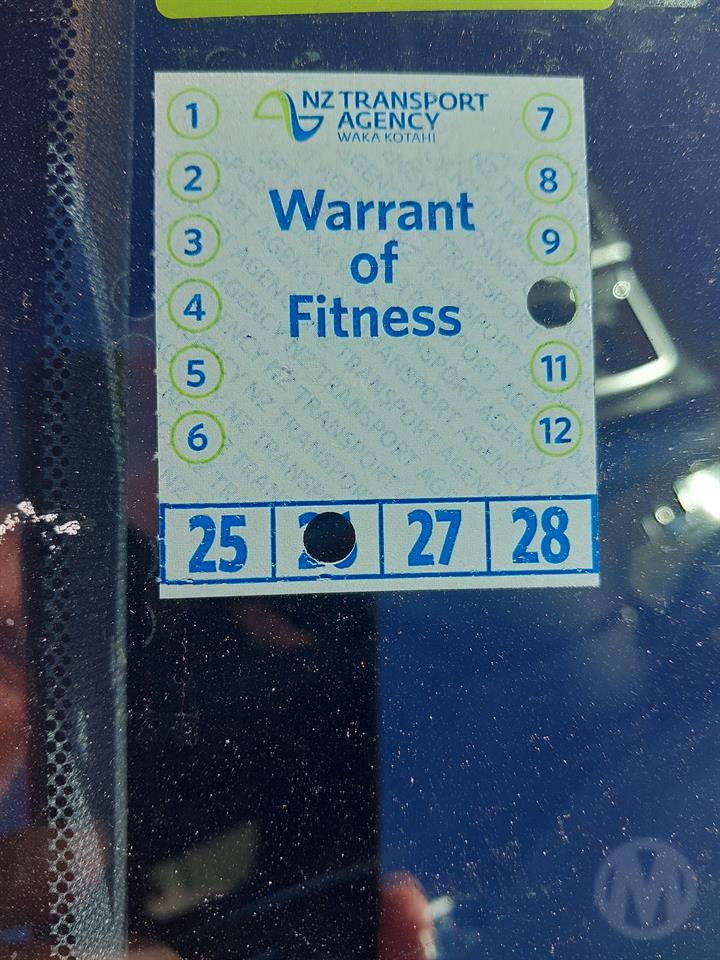 NZ TRANSPORT
AGENCY
WAKA KOTAHI
Warrant
of
Fitness
1
2
3
4
5
6
7
8
9
11
12
25
27
28
M